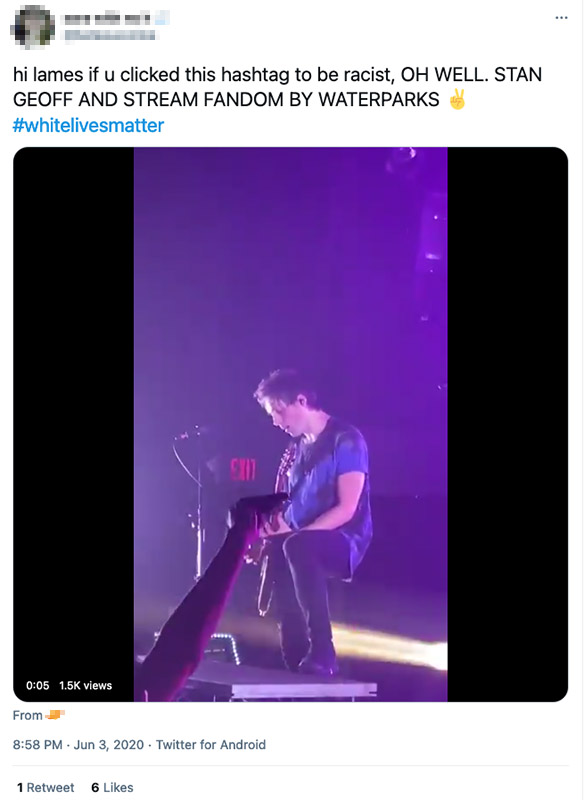 hi lames if u clicked this hashtag to be racist, OH WELL. STAN
GEOFF AND STREAM FANDOM BY WATERPARKS ✌
#whitelivesmatter
EXIT
0:05 1.5K views
From
8:58 PM · Jun 3, 2020 · Twitter for Android
1 Retweet 6 Likes